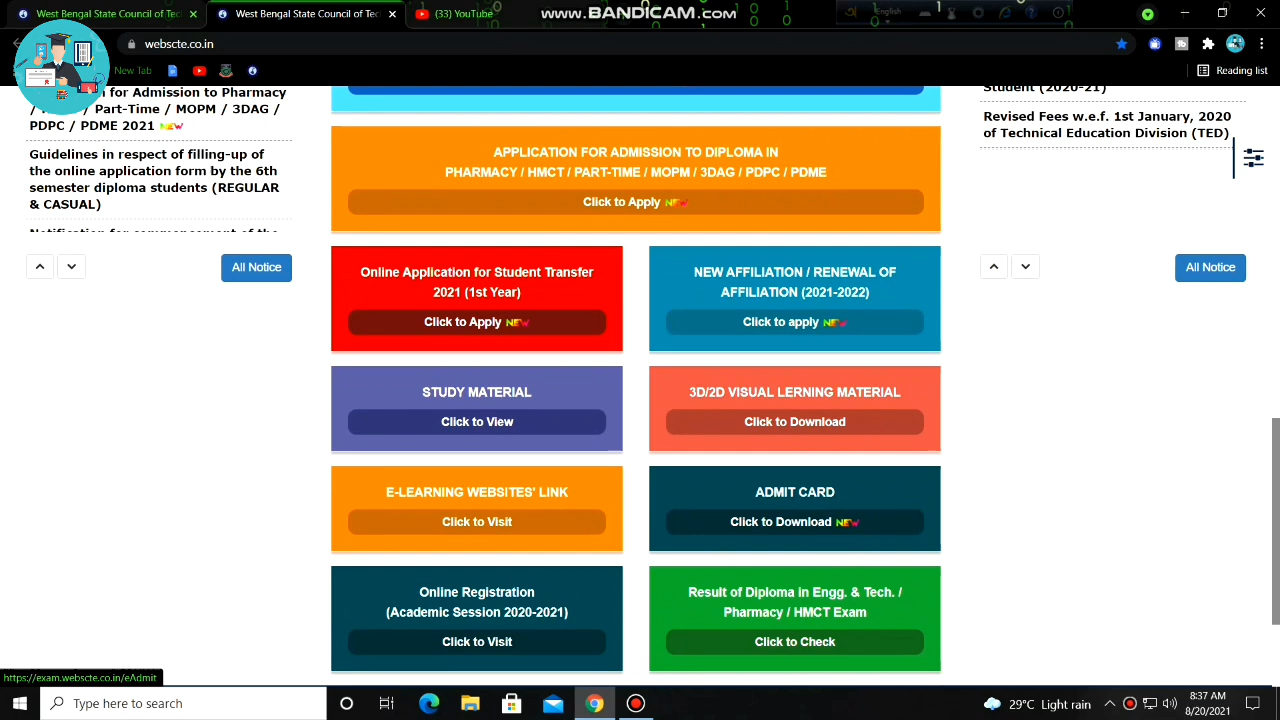 West Bengal State Council of Tec
West Bengal State Council of Tec
(33) YouTube
www.BANDICAM.com
English
webscte.co.in
New Tab
Reading list
for Admission to Pharmacy
Part-Time / MOPM / 3DAG /
PDPC / PDME 2021 NEW
Guidelines in respect of filling-up of
the online application form by the 6th
semester diploma students (REGULAR
& CASUAL)
Notification for commencement of the
All Notice
APPLICATION FOR ADMISSION TO DIPLOMA IN
PHARMACY / HMCT / PART-TIME / MOPM / 3DAG / PDPC / PDME
Click to Apply NEW
Online Application for Student Transfer
2021 (1st Year)
Click to Apply NEW
NEW AFFILIATION / RENEWAL OF
AFFILIATION (2021-2022)
Click to apply NEW
STUDY MATERIAL
Click to View
3D/2D VISUAL LERNING MATERIAL
Click to Download
E-LEARNING WEBSITES' LINK
Click to Visit
ADMIT CARD
Click to Download NEW
Online Registration
(Academic Session 2020-2021)
Click to Visit
Result of Diploma in Engg. & Tech. /
Pharmacy / HMCT Exam
Click to Check
Student (2020-21)
Revised Fees w.e.f. 1st January, 2020
of Technical Education Division (TED)
All Notice
https://exam.webscte.co.in/eAdmit
Type here to search
29°C Light rain
8:37 AM
8/20/2021